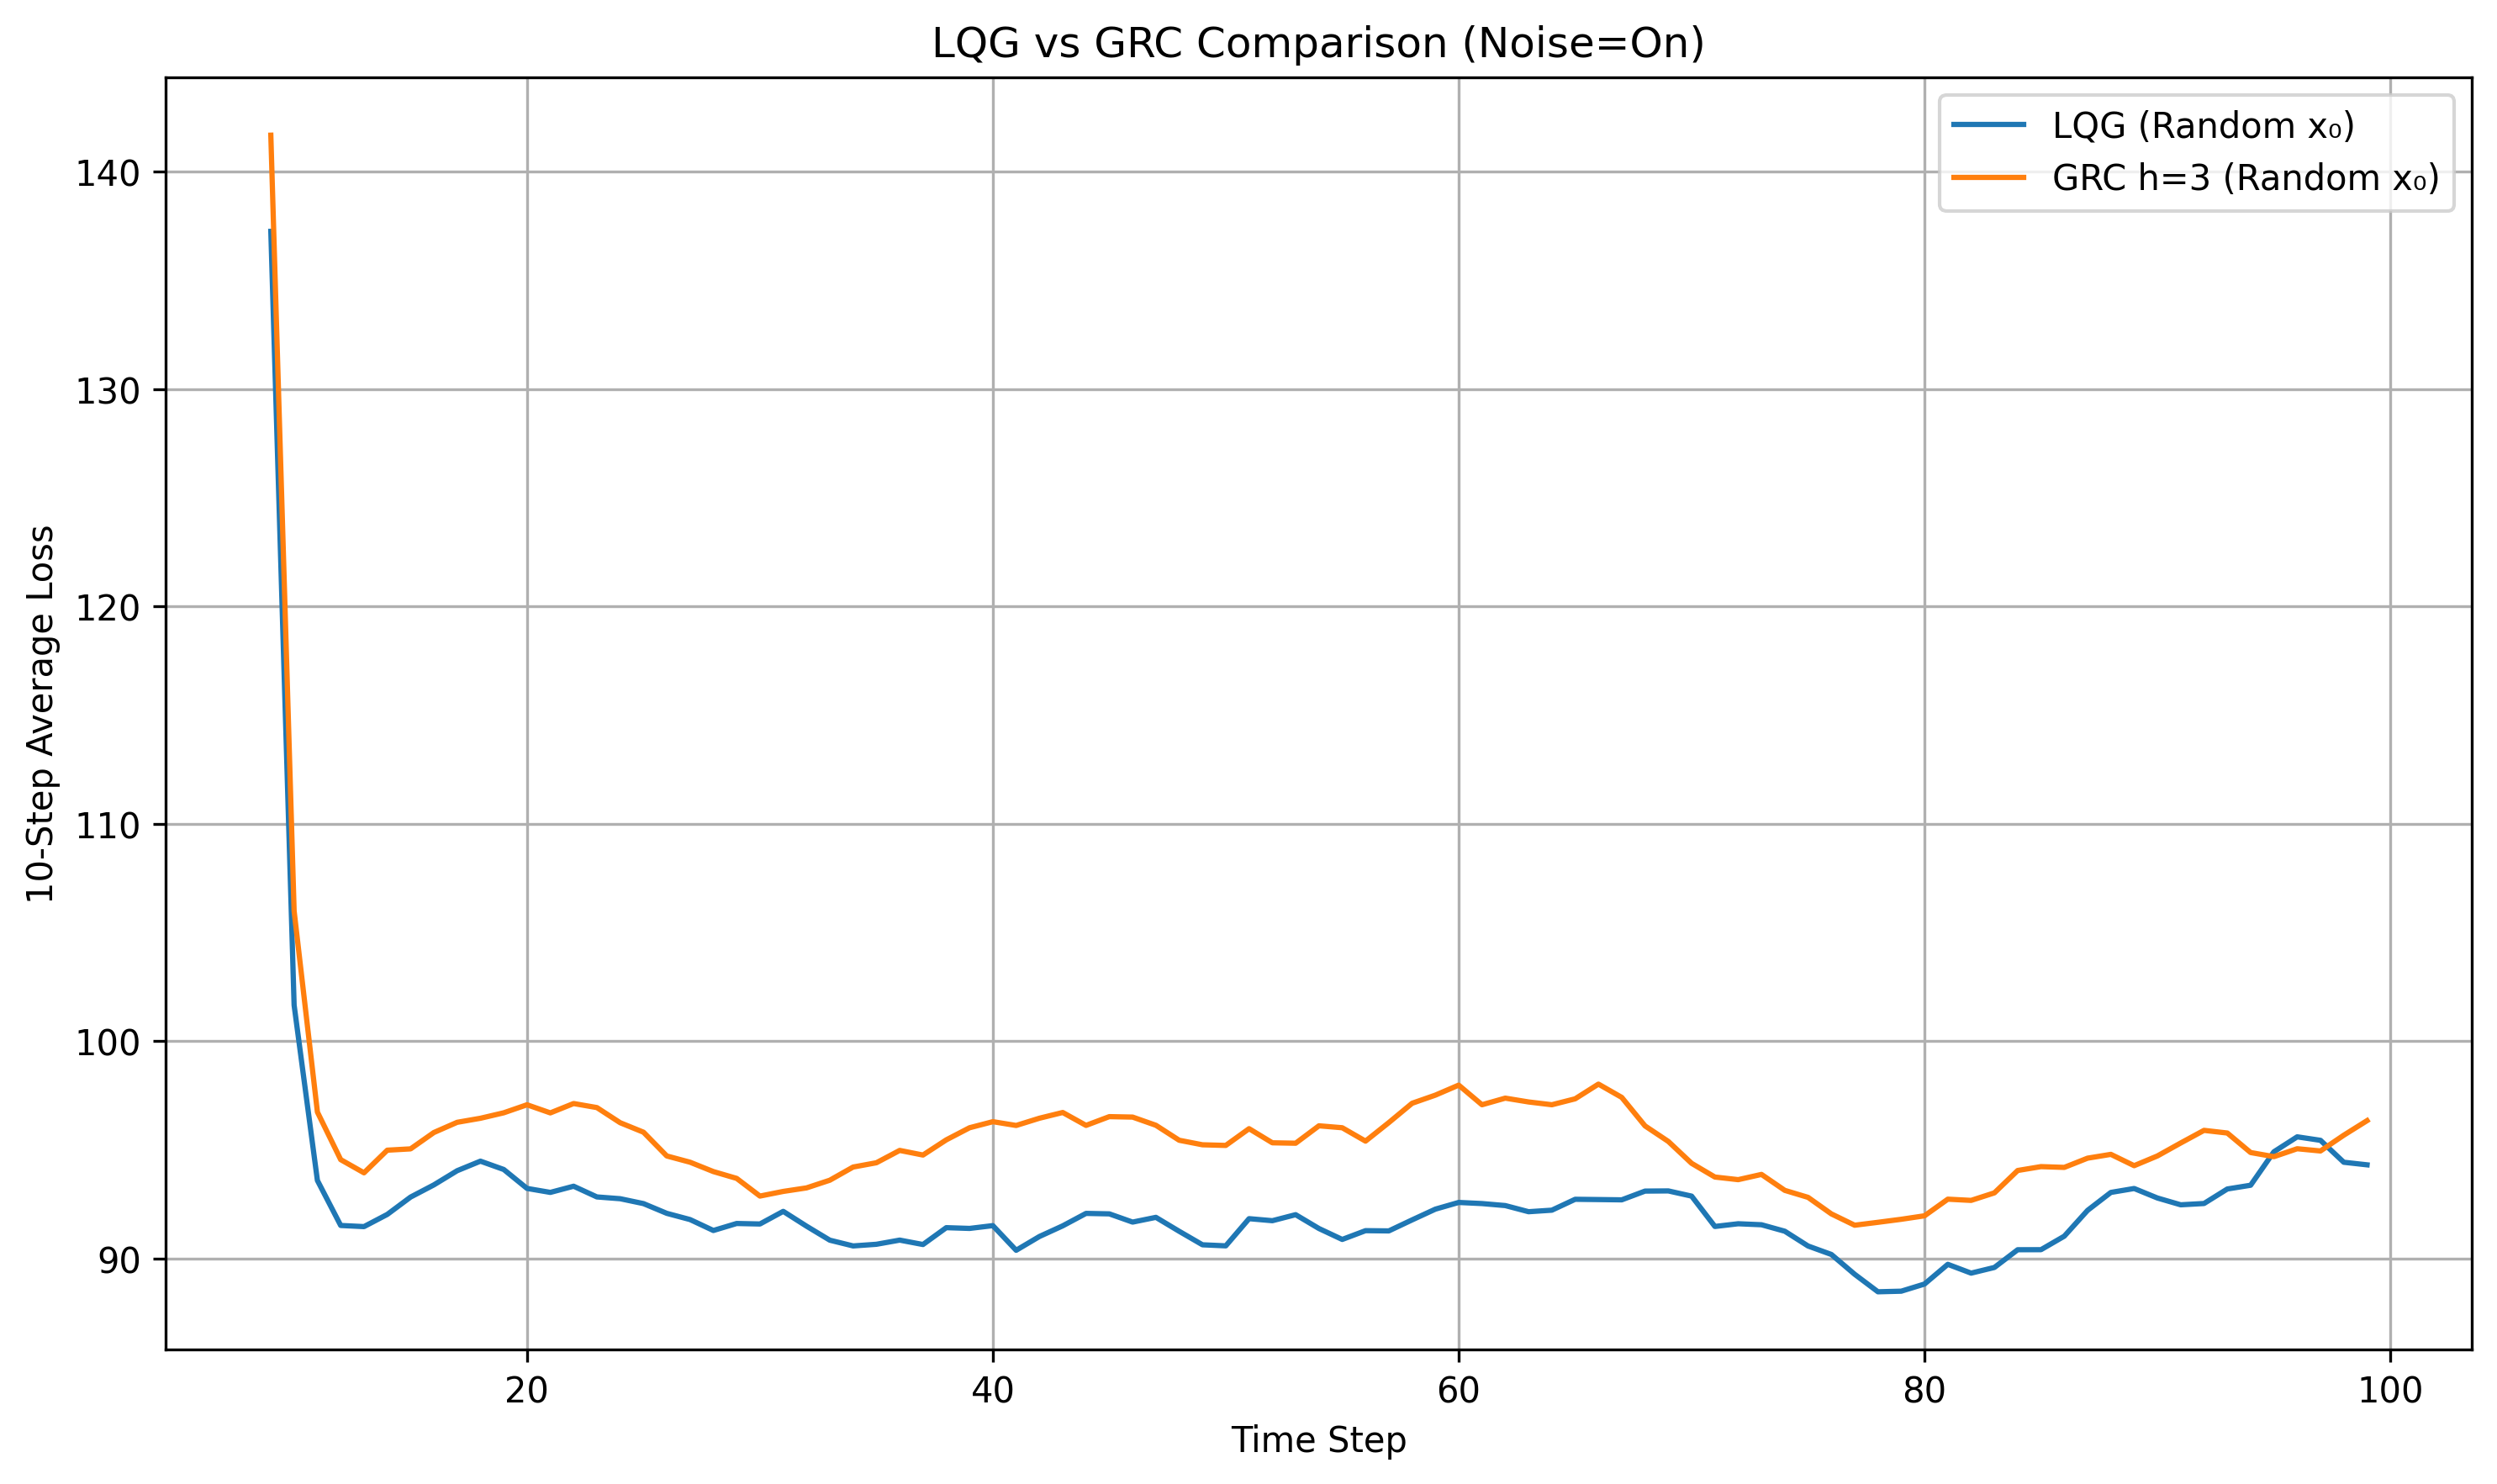 LQG vs GRC Comparison (Noise=On)
LQG (Random x₀)
GRC h=3 (Random x₀)
10-Step Average Loss
140
130
120
110
100
90
20 40 60 80 100
Time Step